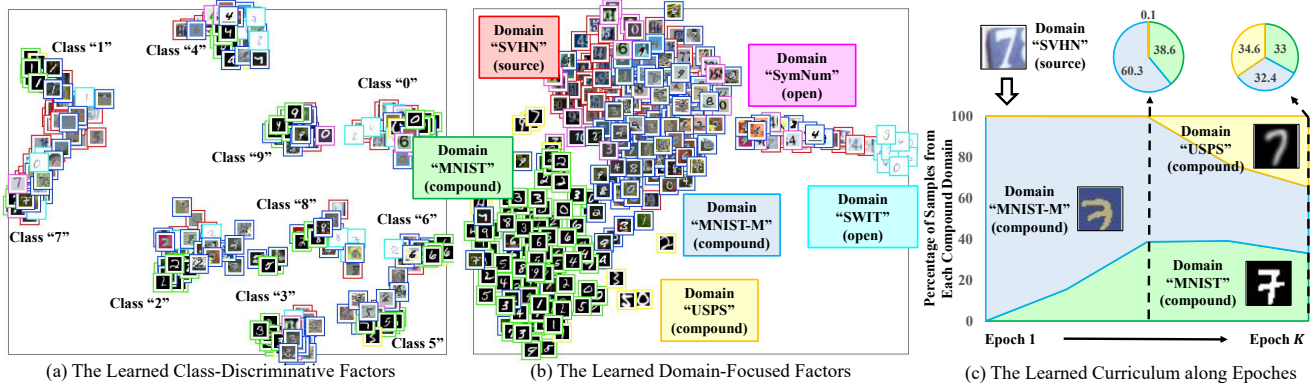 Class “1”
Class “4”
Class “0”
Class “9”
Class “7”
Class “8”
Class “6”
Class “2”
Class “3”
Class 5”
(a) The Learned Class-Discriminative Factors
Domain
“SVHN”
(source)
Domain
“SymNum”
(open)
Domain
“MNIST”
(compound)
Domain
“MNIST-M”
(compound)
Domain
“SWIT”
(open)
Domain
“USPS”
(compound)
(b) The Learned Domain-Focused Factors
Domain
“SVHN”
(source)
0.1
38.6
60.3
34.6
33
32.4
Percentage of Samples from
Each Compound Domain
100
80
60
40
20
0
Domain
“USPS”
(compound)
Domain
“MNIST-M”
(compound)
Domain
“MNIST”
(compound)
Epoch 1
Epoch K
(c) The Learned Curriculum along Epoches